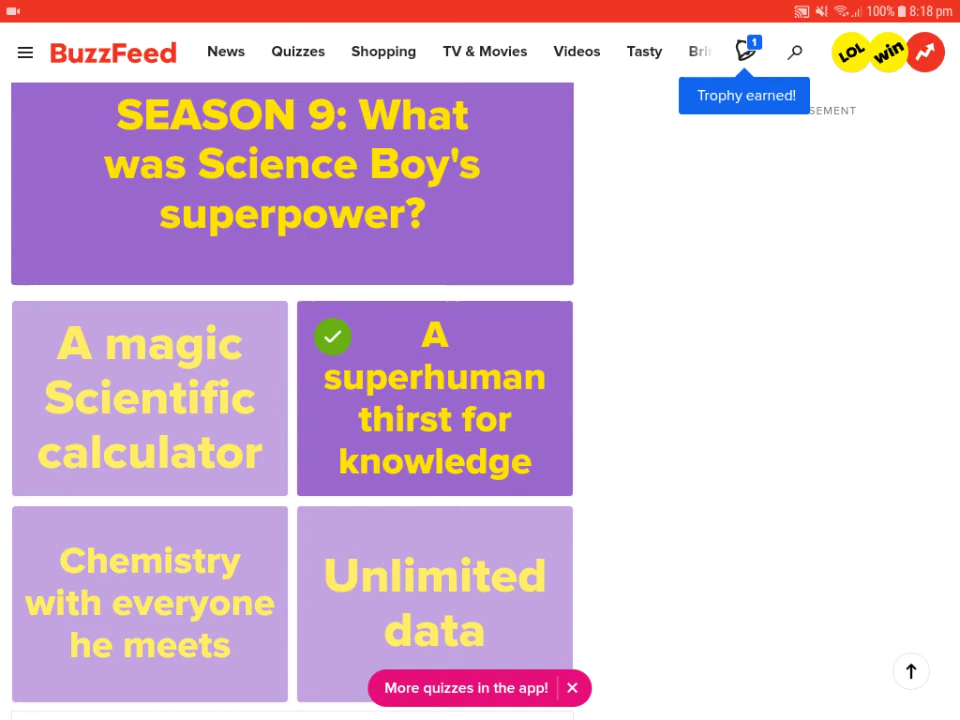 100% 8:18 pm
BuzzFeed News Quizzes Shopping TV & Movies Videos Tasty 1 LOL win
Trophy earned!
SEMENT
SEASON 9: What
was Science Boy's
superpower?
A magic
Scientific
calculator
A
superhuman
thirst for
knowledge
Chemistry
with everyone
he meets
Unlimited
data
More quizzes in the app! ×